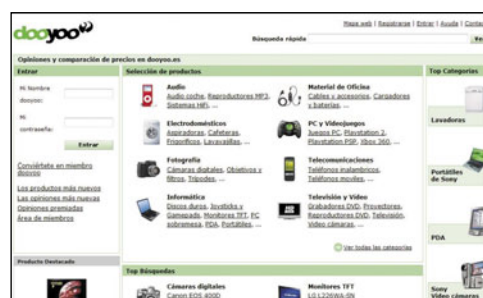 dooyoo
Mapa web | Registrarse | Entrar | Ayuda | Contac
Búsqueda rápida
Opiniones y comparación de precios en dooyoo.es
Entrar
Mi Nombre
dooyoo:
Mi
contraseña:
Entrar
Conviértete en miembro
dooyoo
Los productos más nuevos
Las opiniones más nuevas
Opiniones premiadas
Área de miembros
Producto Destacado
Selección de productos
Audio
Audio coche, Reproductores MP3,
Sistemas Hifi, ...
Material de Oficina
Cables y accesorios, Cargadores
y baterías, ...
Electrodomésticos
Aspiradoras, Cafeteras,
Frigoríficos, Lavavajillas, ...
PC y Videojuegos
Juegos PC, Playstation 2,
Playstation PSP, Xbox 360, ...
Fotografía
Cámaras digitales, Objetivos y
filtros, Trípodes, ...
Telecomunicaciones
Teléfonos inalámbricos,
Teléfonos móviles, ...
Informática
Discos duros, Joysticks y
Gamepads, Monitores TFT, PC
sobremesa, PDA, Portátiles, ...
Televisión y Vídeo
Grabadores DVD, Proyectores,
Reproductores DVD, Televisión,
Vídeo cámaras, ...
Ver todas las categorías
Top Búsquedas
Cámaras digitales
Canon EOS 400D
Monitores TFT
LG L226WA-SN
Top Categorías
Lavadoras
Portátiles
de Sony
PDA
Sony
Vídeo cámaras